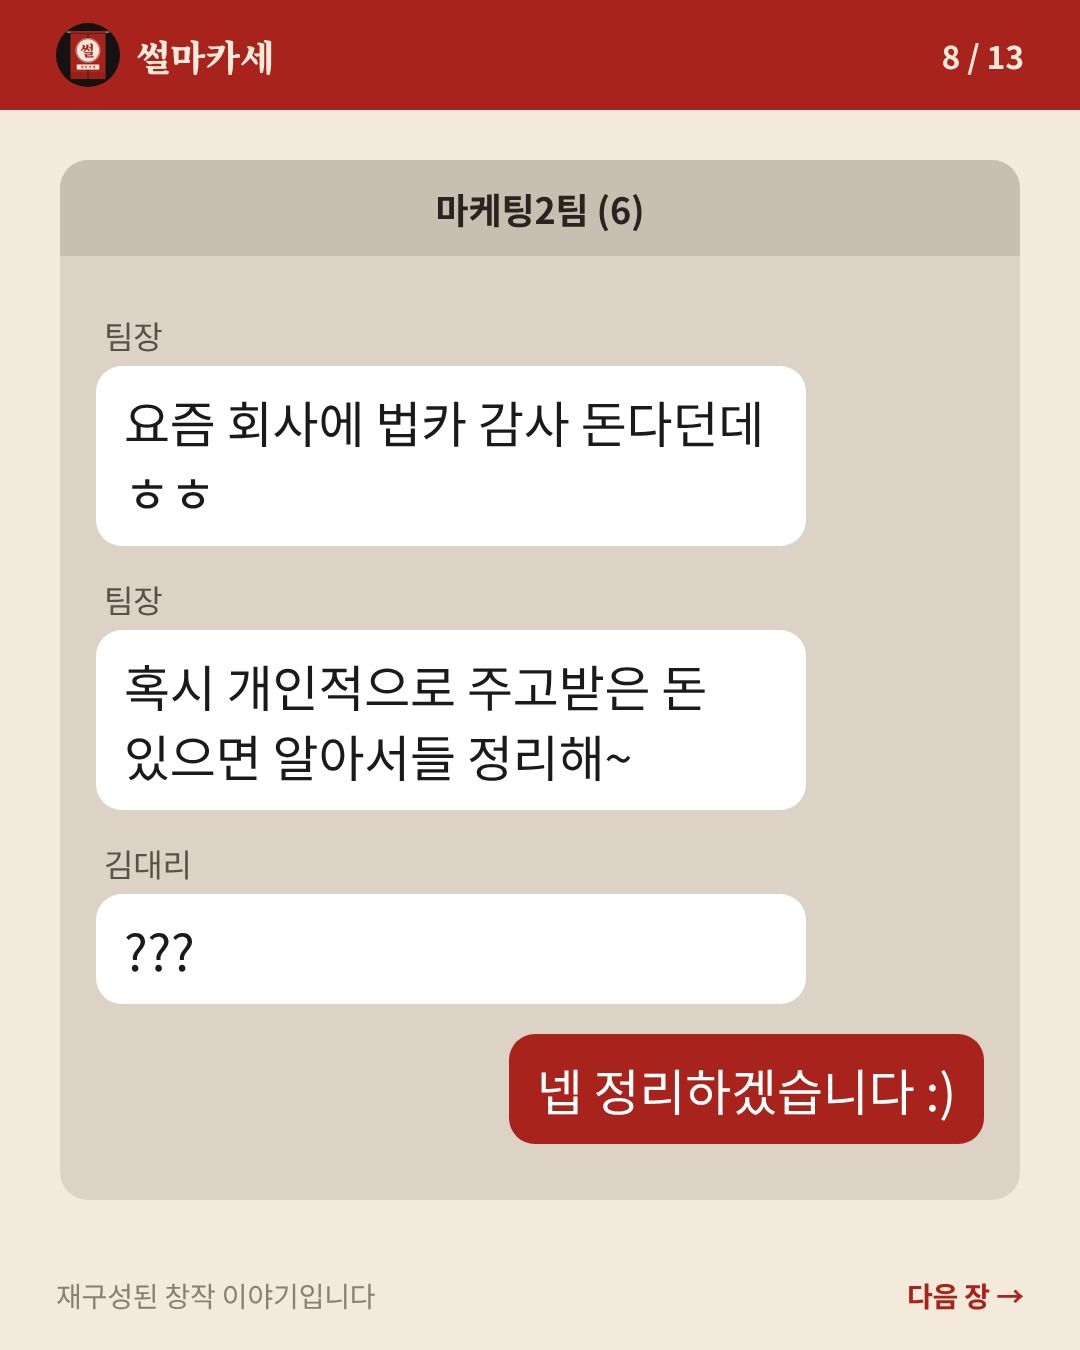 썰
썰마카세
8 / 13
마케팅2팀 (6)
팀장
요즘 회사에 법카 감사 돈다던데
ㅎㅎ
팀장
혹시 개인적으로 주고받은 돈
있으면 알아서들 정리해~
김대리
???
넵 정리하겠습니다 :)
재구성된 창작 이야기입니다
다음 장 →